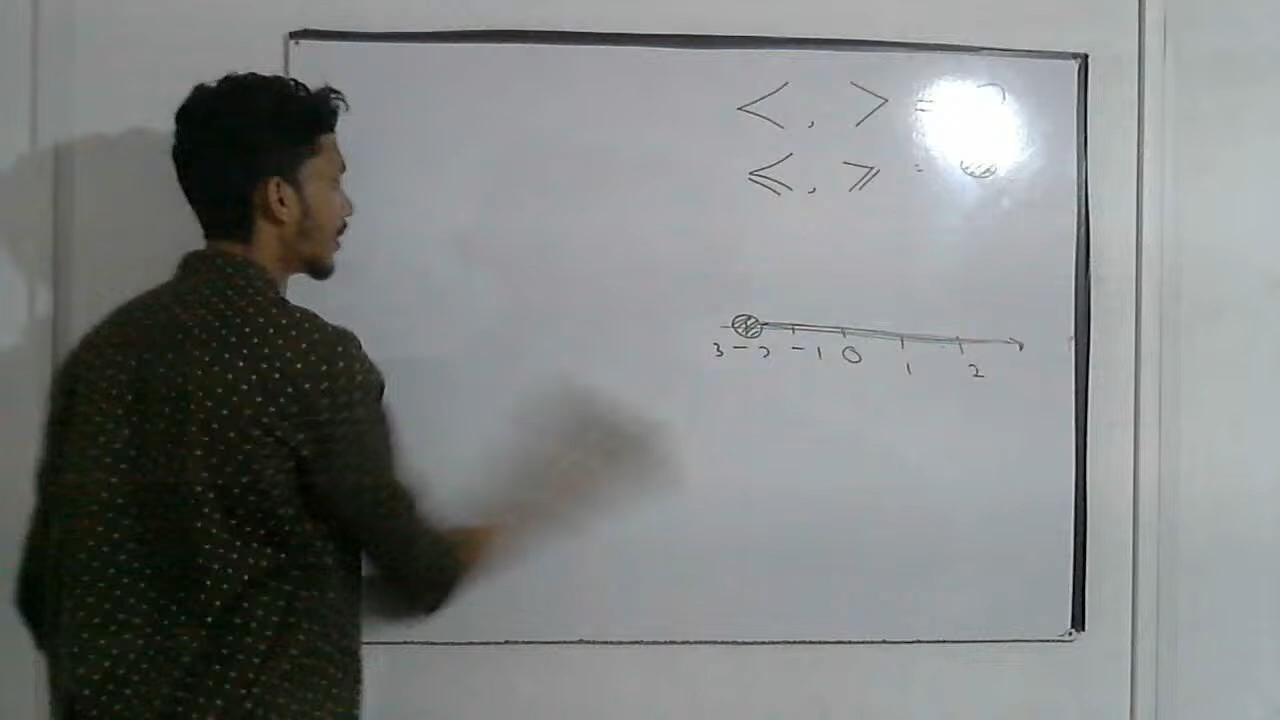 < , > =
≤ , ≥ =
3 - 2 - 1 0 1 2